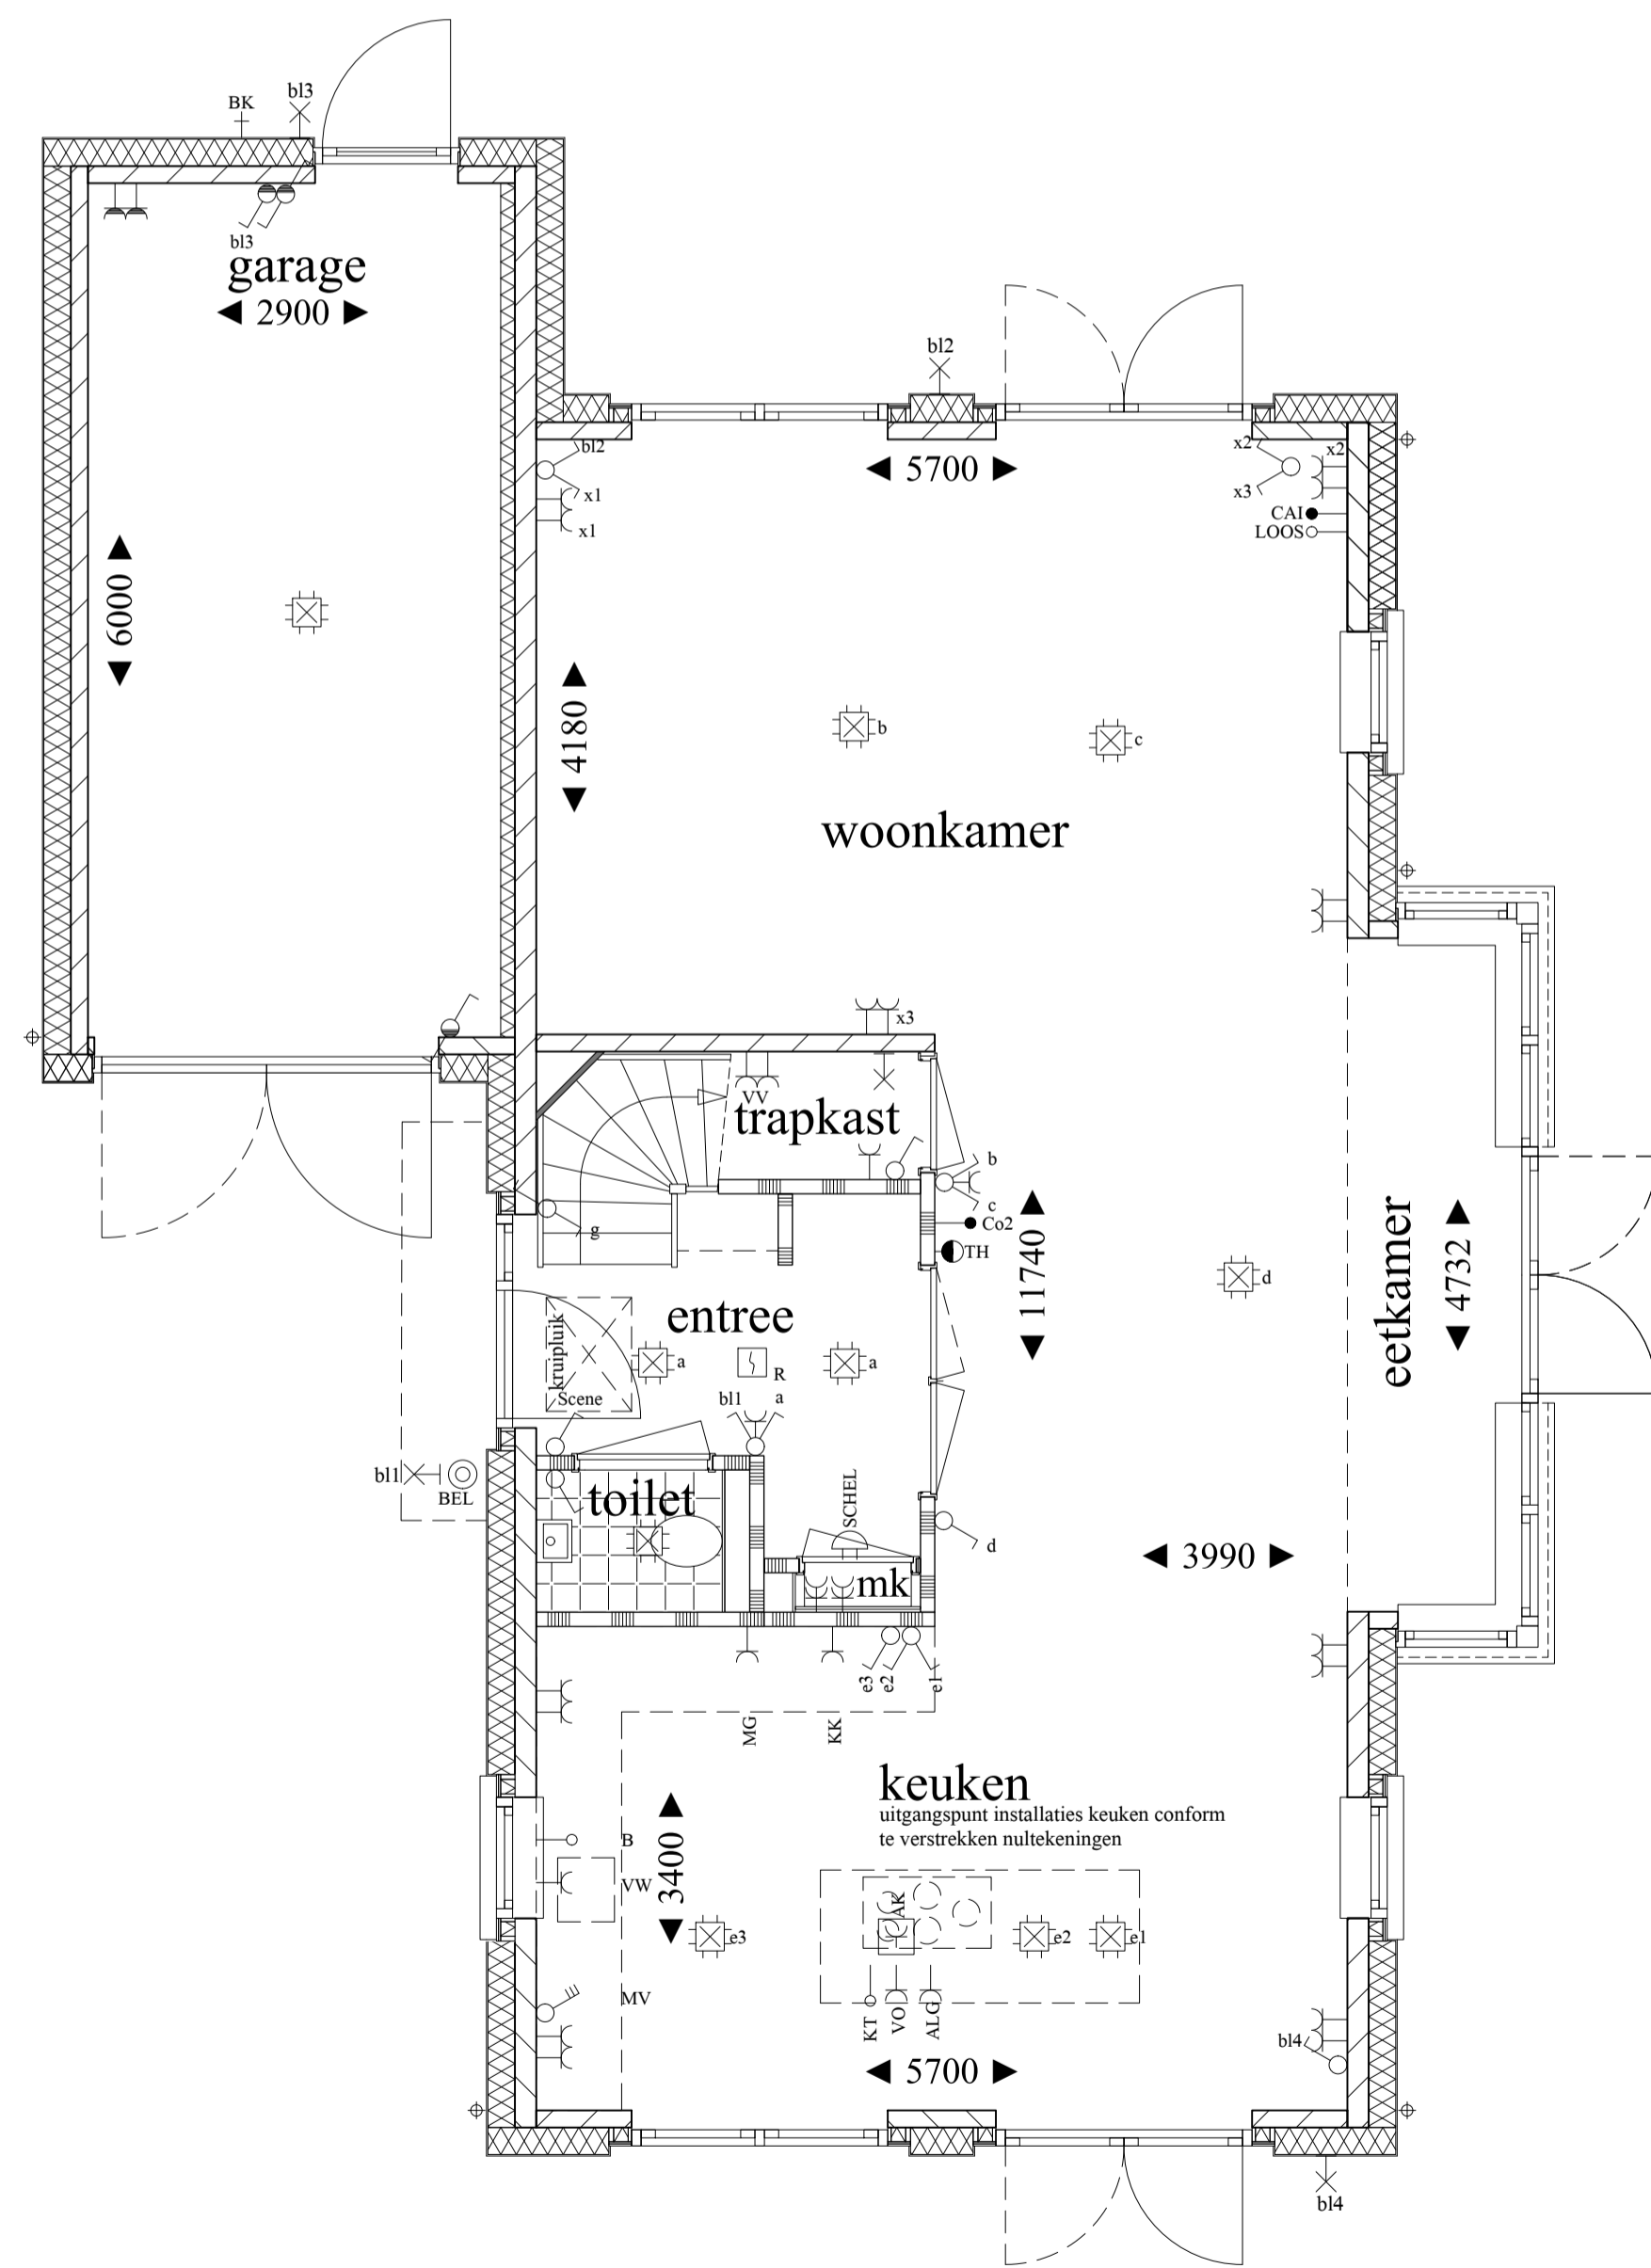 bl3
BK
bl3
garage
2900
bl2
bl2
5700
x2
x2
x1
x3
x1
CAI
LOOS
6000
4180
b
c
woonkamer
x3
VV
trapkast
b
c
g
Co2
TH
11740
eetkamer
4732
d
entree
kruipluik
a
a
R
Scene
bl1
a
bl1
BEL
toilet
SCHEL
d
3990
mk
e3
e2
e1
MG
KK
keuken
uitgangspunt installaties keuken conform
te verstrekken nultekeningen
B
3400
VW
AK
e3
e2
e1
MV
KT
VO
ALG
bl4
5700
bl4